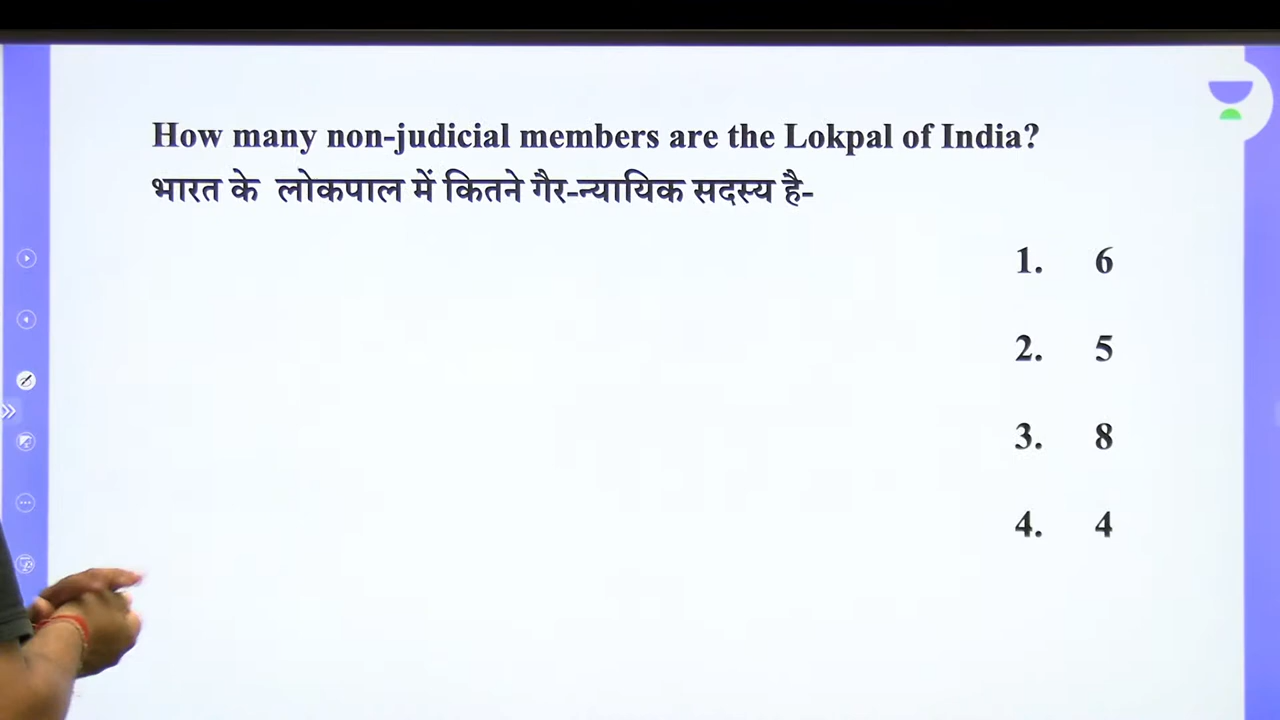 How many non-judicial members are the Lokpal of India?
भारत के लोकपाल में कितने गैर-न्यायिक सदस्य है-
1. 6
2. 5
3. 8
4. 4